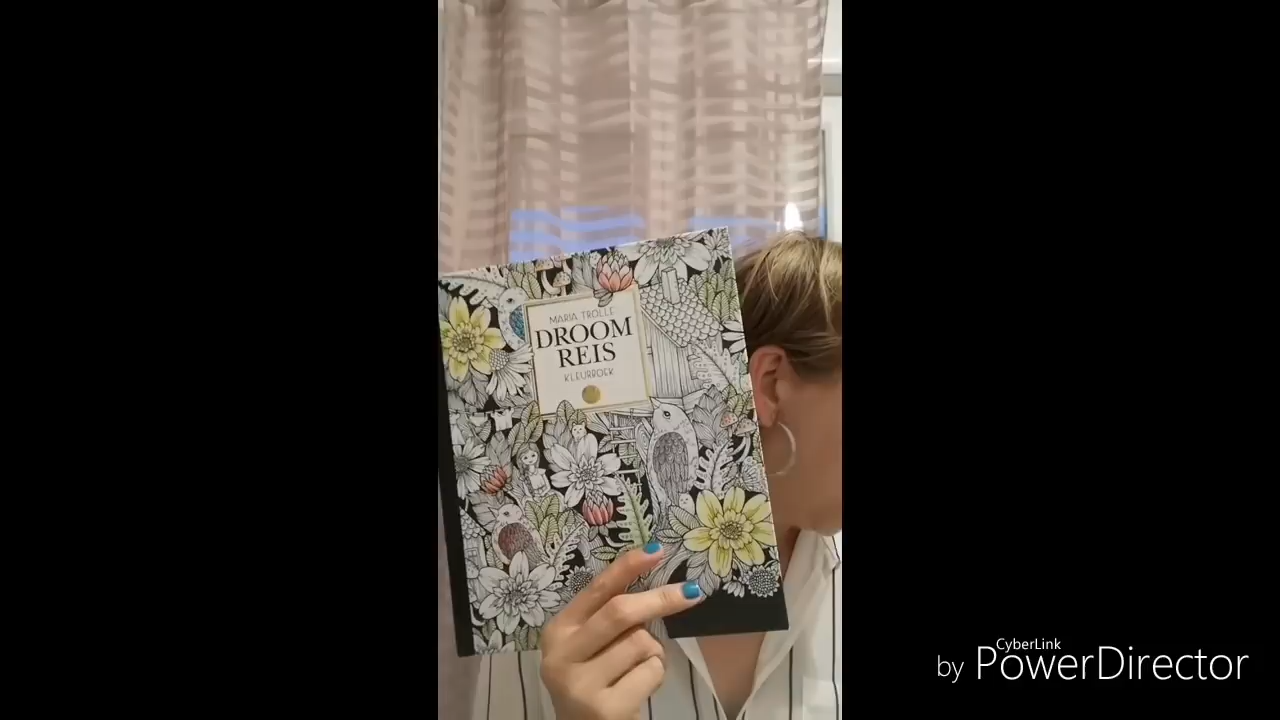 MARIA TROLLE
DROOM
REIS
KLEURBOEK
CyberLink
by PowerDirector